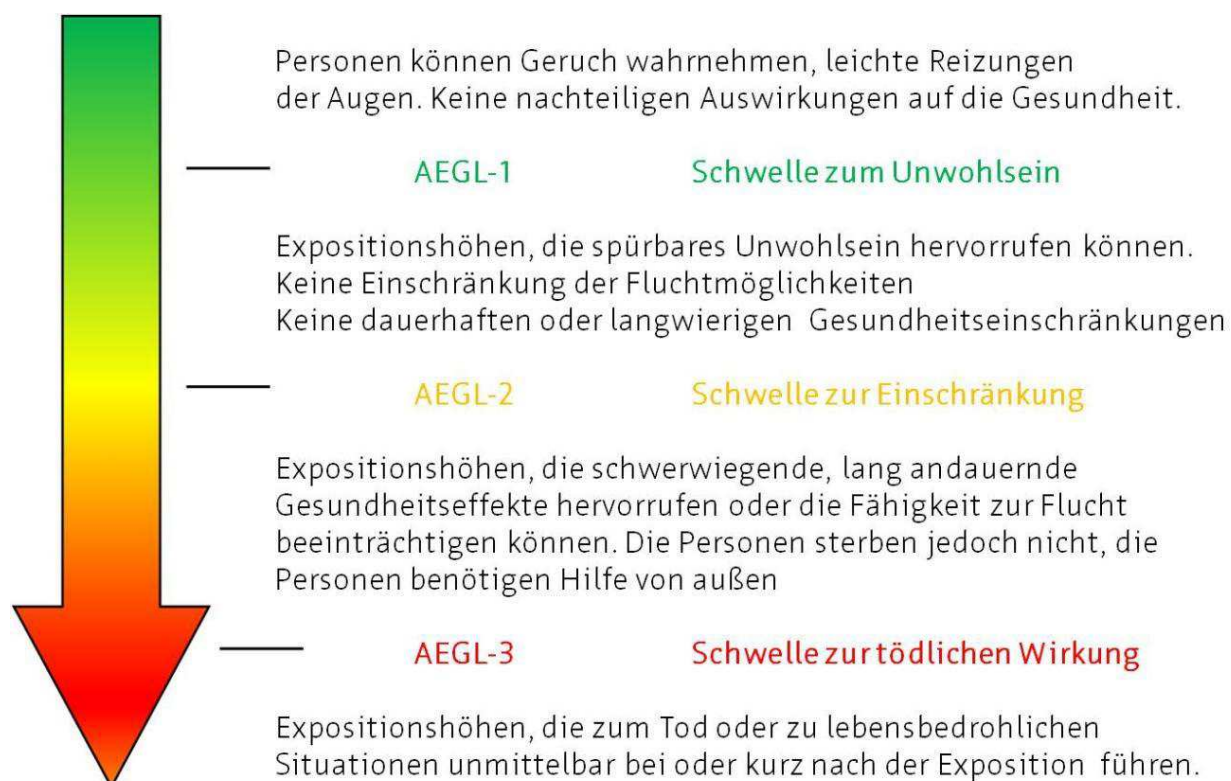 Personen können Geruch wahrnehmen, leichte Reizungen
der Augen. Keine nachteiligen Auswirkungen auf die Gesundheit.
AEGL-1 Schwelle zum Unwohlsein
Expositionshöhen, die spürbares Unwohlsein hervorrufen können.
Keine Einschränkung der Fluchtmöglichkeiten
Keine dauerhaften oder langwierigen Gesundheitseinschränkungen
AEGL-2 Schwelle zur Einschränkung
Expositionshöhen, die schwerwiegende, lang andauernde
Gesundheitseffekte hervorrufen oder die Fähigkeit zur Flucht
beeinträchtigen können. Die Personen sterben jedoch nicht, die
Personen benötigen Hilfe von außen
AEGL-3 Schwelle zur tödlichen Wirkung
Expositionshöhen, die zum Tod oder zu lebensbedrohlichen
Situationen unmittelbar bei oder kurz nach der Exposition führen.